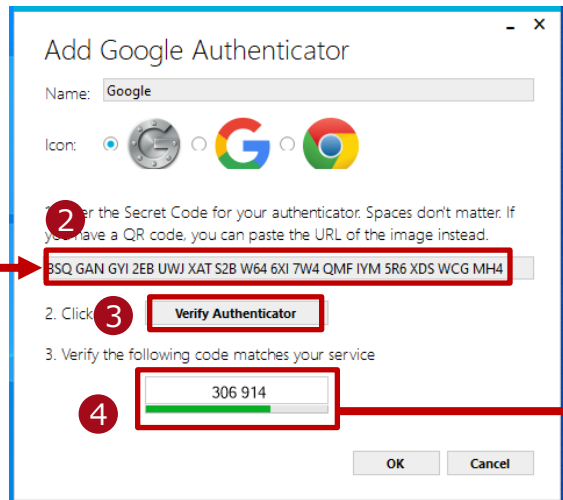 Add Google Authenticator
Name: Google
Icon:
the Secret Code for your authenticator. Spaces don't matter. If
have a QR code, you can paste the URL of the image instead.
2
SQ GAN GYI 2EB UWJ XAT S2B W64 6XI 7W4 QMF IYM 5R6 XDS WCG MH4
2. Click
3
Verify Authenticator
3. Verify the following code matches your service
306 914
4
OK Cancel